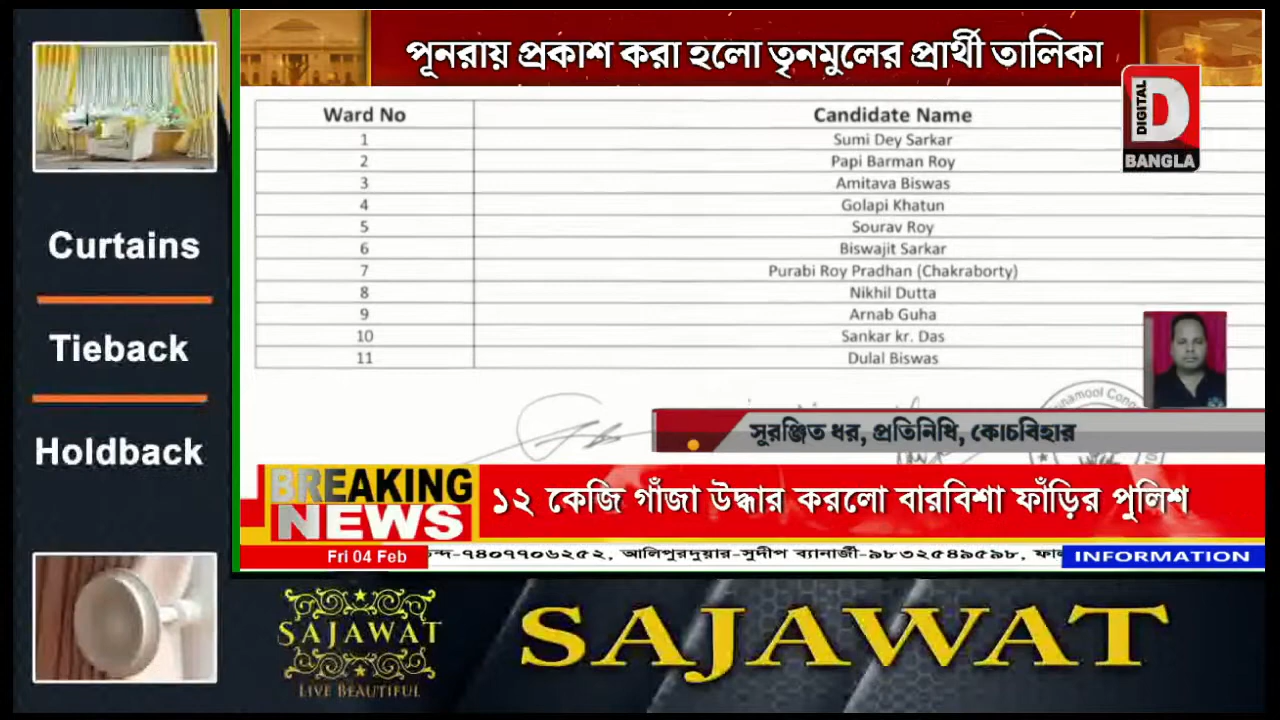 পূনরায় প্রকাশ করা হলো তৃনমুলের প্রার্থী তালিকা
DIGITAL
D
BANGLA
Ward No Candidate Name
1 Sumi Dey Sarkar
2 Papi Barman Roy
3 Amitava Biswas
4 Golapi Khatun
5 Sourav Roy
6 Biswajit Sarkar
7 Purabi Roy Pradhan (Chakraborty)
8 Nikhil Dutta
9 Arnab Guha
10 Sankar kr. Das
11 Dulal Biswas
Curtains
Tieback
Holdback
সুরঞ্জিত ধর, প্রতিনিধি, কোচবিহার
BREAKING
NEWS
১২ কেজি গাঁজা উদ্ধার করলো বারবিশা ফাঁড়ির পুলিশ
Fri 04 Feb
৭৪০৭৭০৬২৫২, আলিপুরদুয়ার-সুদীপ ব্যানার্জী-৯৮৩২৫৪৯৫৯৮,
INFORMATION
SAJAWAT
LIVE BEAUTIFUL
SAJAWAT